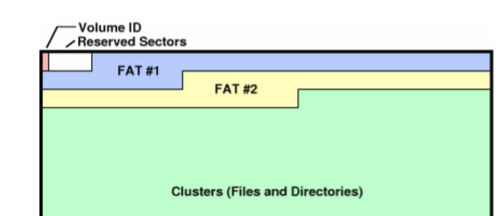 Volume ID
Reserved Sectors
FAT #1
FAT #2
Clusters (Files and Directories)